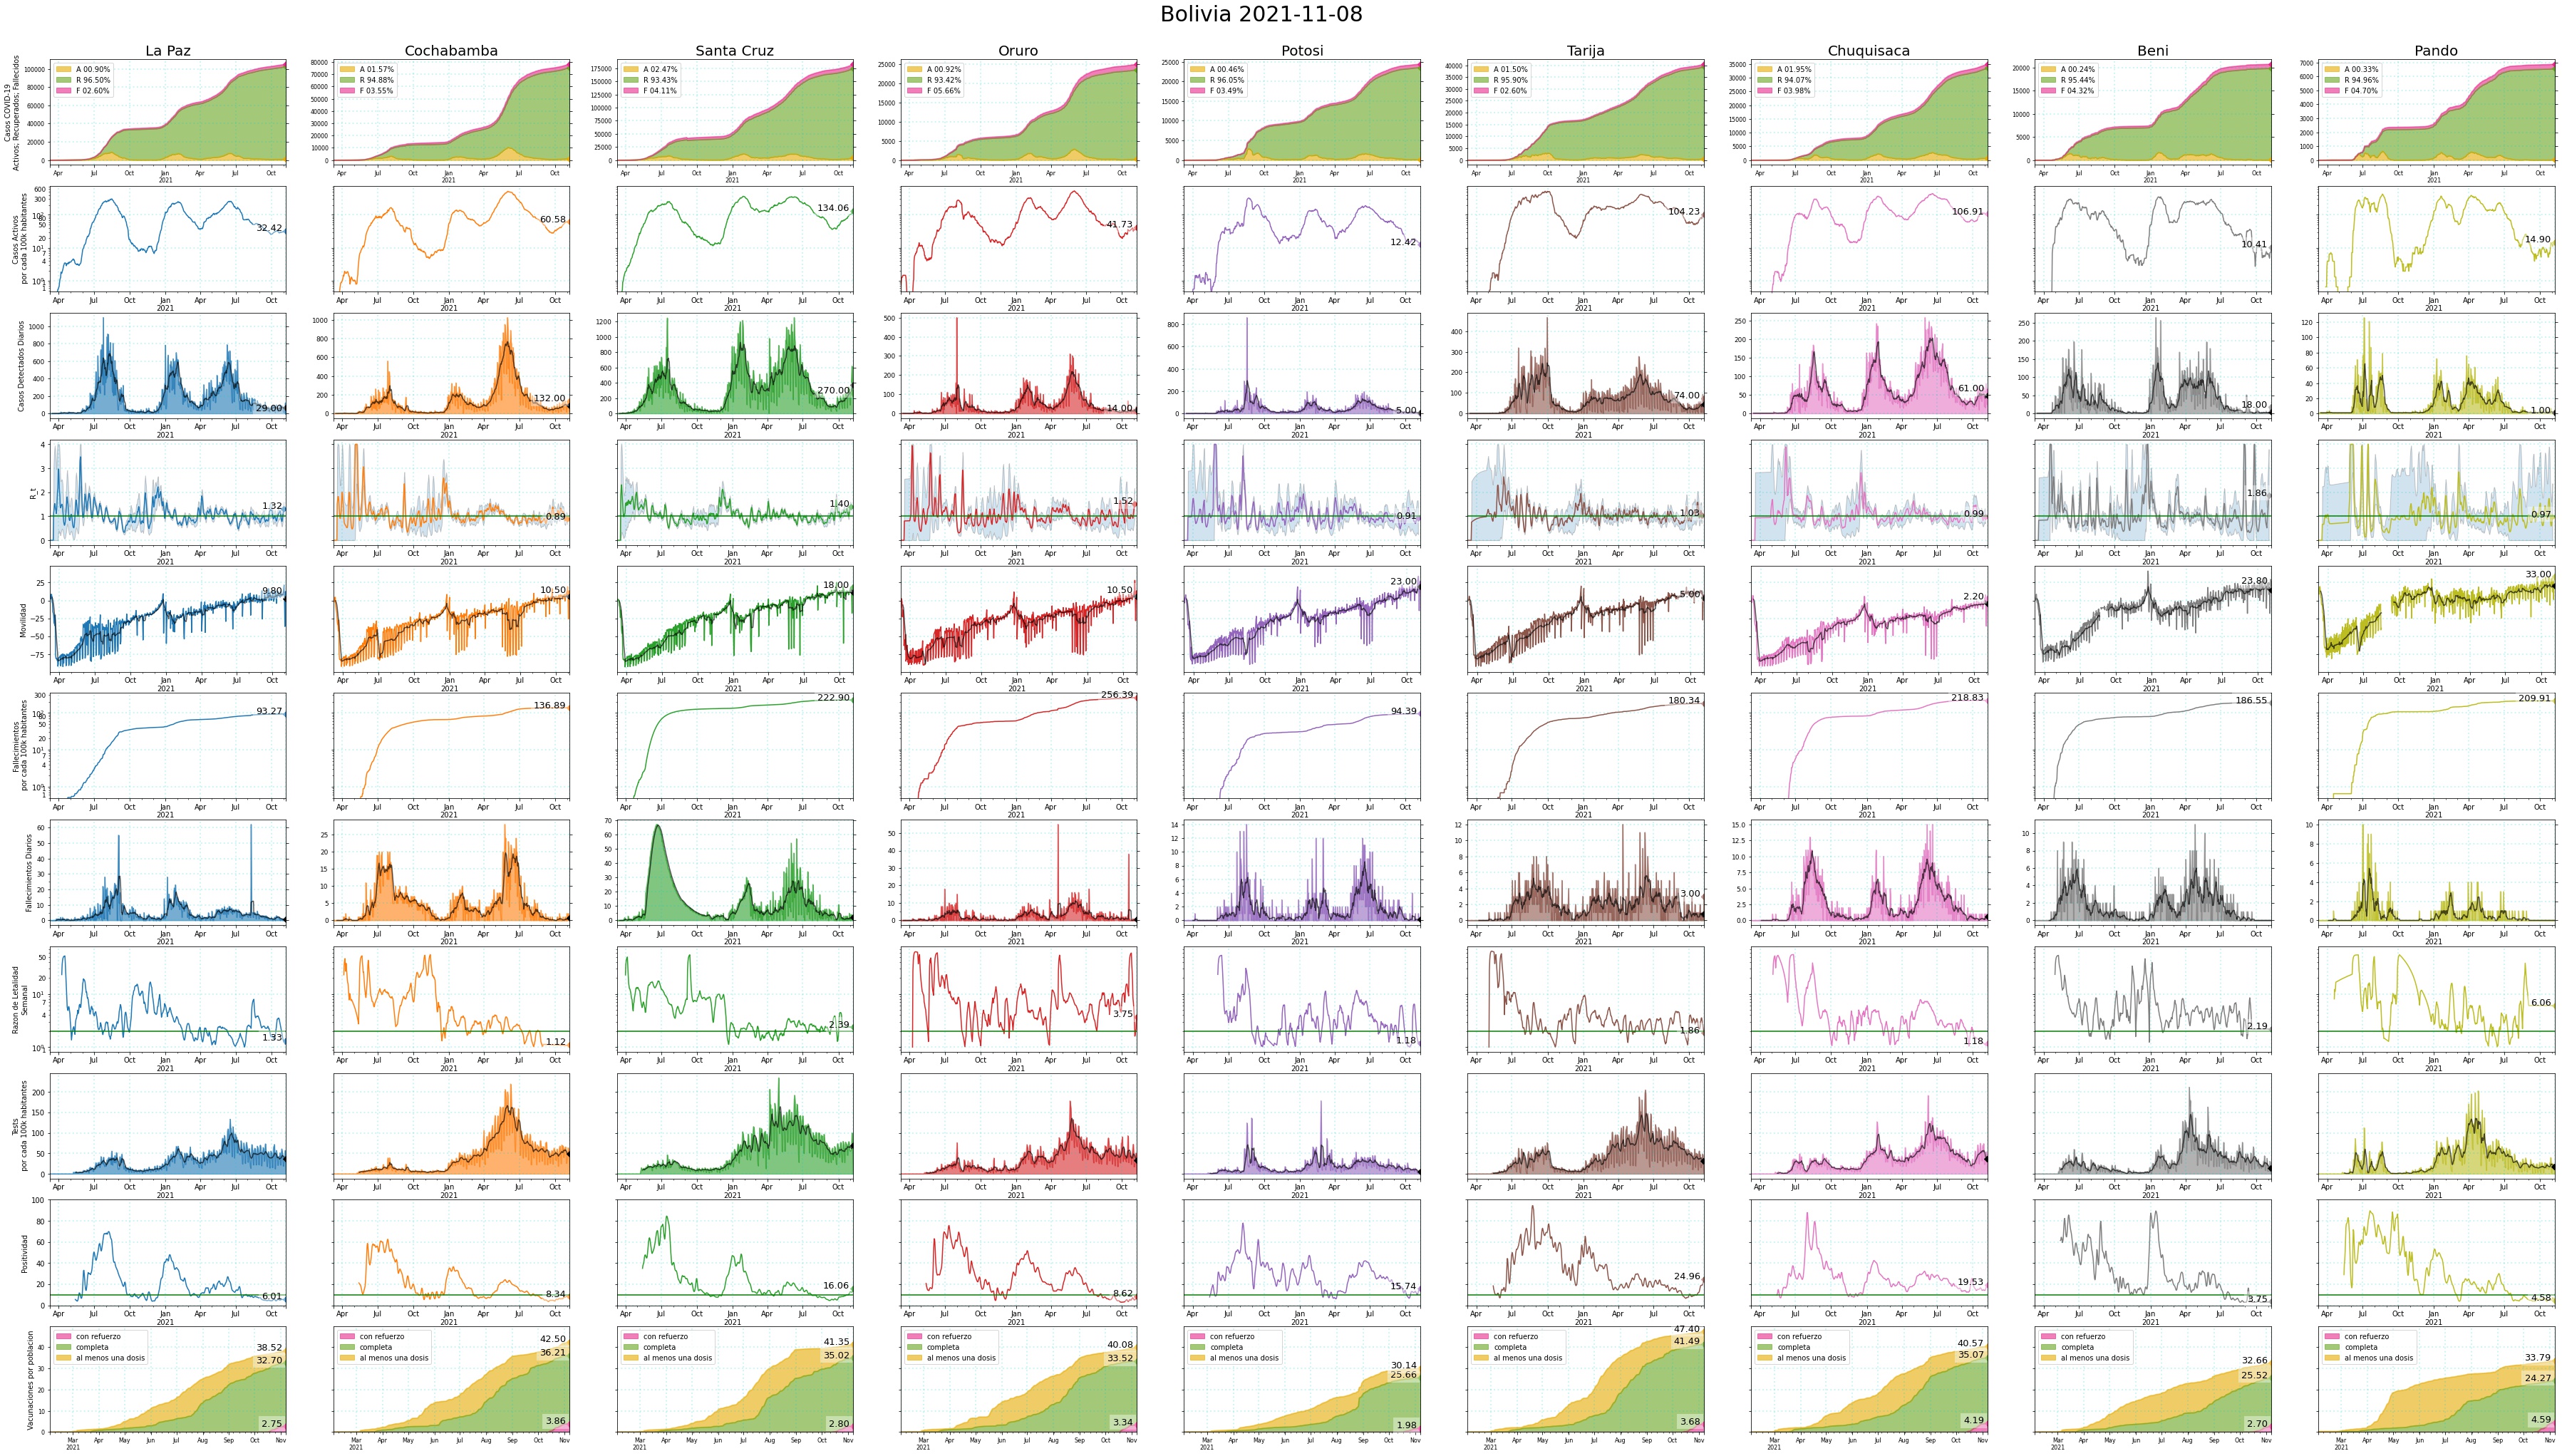 Bolivia 2021-11-08
La Paz Cochabamba Santa Cruz Oruro Potosi Tarija Chuquisaca Beni Pando
Casos COVID-19
Activos; Recuperados; Fallecidos
A 00.90% A 01.57% A 02.47% A 00.92% A 00.46% A 01.50% A 01.95% A 00.24% A 00.33%
R 96.50% R 94.88% R 93.43% R 93.42% R 96.05% R 95.90% R 94.07% R 95.44% R 94.96%
F 02.60% F 03.55% F 04.11% F 05.66% F 03.49% F 02.60% F 03.98% F 04.32% F 04.70%
Casos Activos
por cada 100k habitantes
32.42 60.58 134.06 41.73 12.42 104.23 106.91 10.41 14.90
Casos Detectados Diarios
29.00 132.00 270.00 14.00 5.00 74.00 61.00 18.00 1.00
R_t
1.32 0.89 1.40 1.52 0.91 1.03 0.99 1.86 0.97
Movilidad
9.80 10.50 18.00 10.50 23.00 5.00 2.20 23.80 33.00
Fallecimientos
por cada 100k habitantes
93.27 136.89 222.90 256.39 94.39 180.34 218.83 186.55 209.91
Fallecimientos Diarios
3.00
Razon de Letalidad
Semanal
1.33 1.12 2.39 3.75 1.18 1.86 1.18 2.19 6.06
Tests
por cada 100k habitantes
Positividad
6.01 8.34 16.06 8.62 15.74 24.96 19.53 3.75 4.58
Vacunaciones por poblacion
con refuerzo
completa
al menos una dosis
38.52 42.50 41.35 40.08 30.14 47.40 40.57 32.66 33.79
32.70 36.21 35.02 33.52 25.66 41.49 35.07 25.52 24.27
2.75 3.86 2.80 3.34 1.98 3.68 4.19 2.70 4.59
Mar Apr May Jun Jul Aug Sep Oct Nov
2021